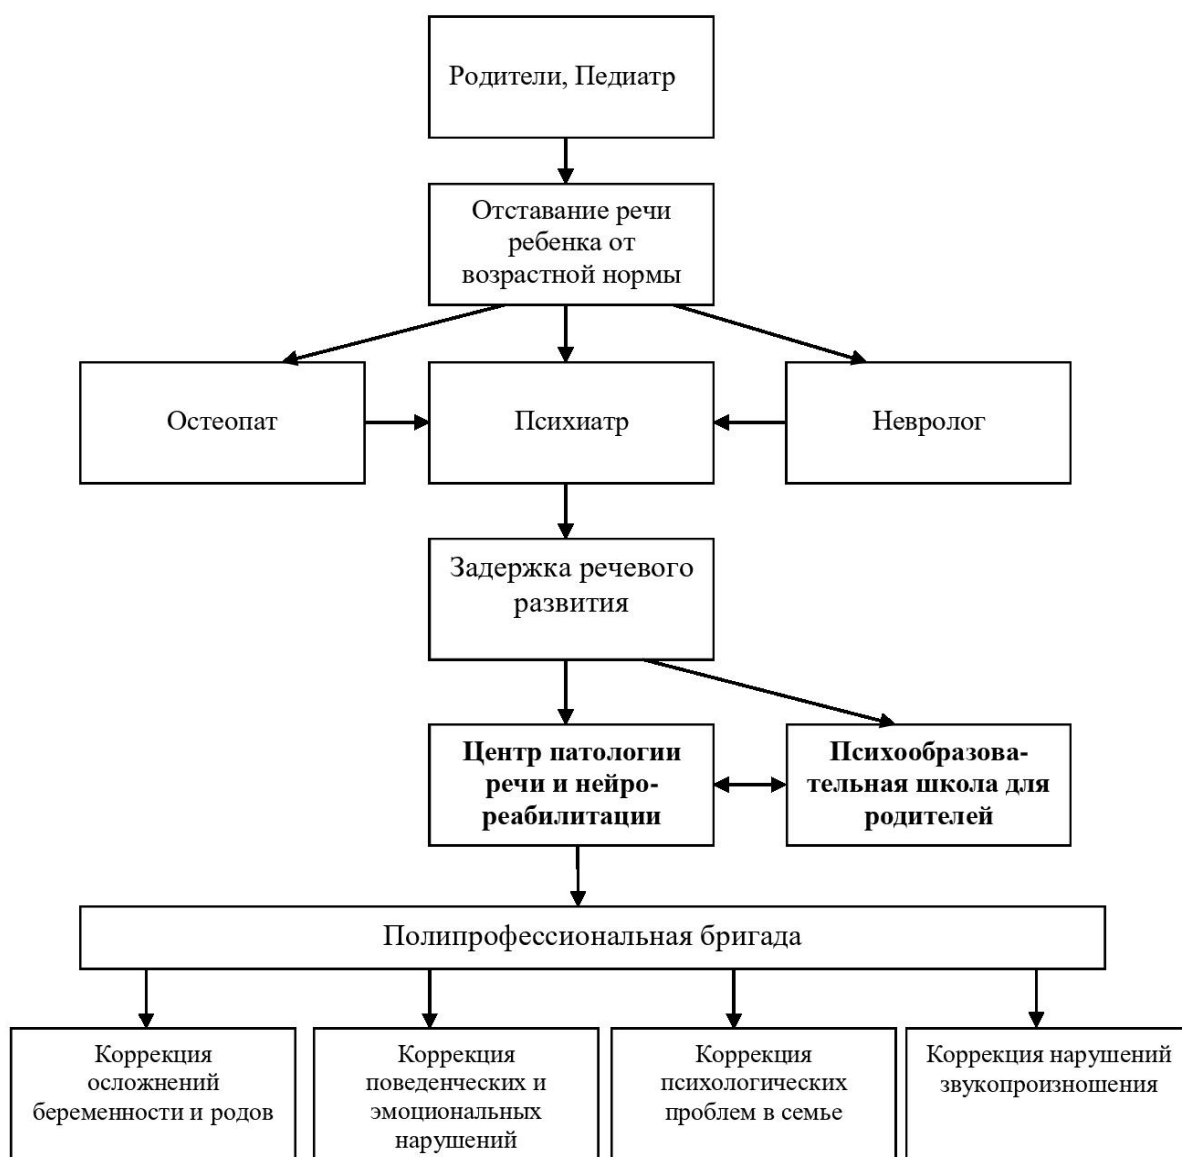 Родители, Педиатр
Отставание речи
ребенка от
возрастной нормы
Остеопат
Психиатр
Невролог
Задержка речевого
развития
Центр патологии
речи и нейро-
реабилитации
Психообразова-
тельная школа для
родителей
Полипрофессиональная бригада
Коррекция
осложнений
беременности и родов
Коррекция
поведенческих и
эмоциональных
нарушений
Коррекция
психологических
проблем в семье
Коррекция нарушений
звукопроизношения